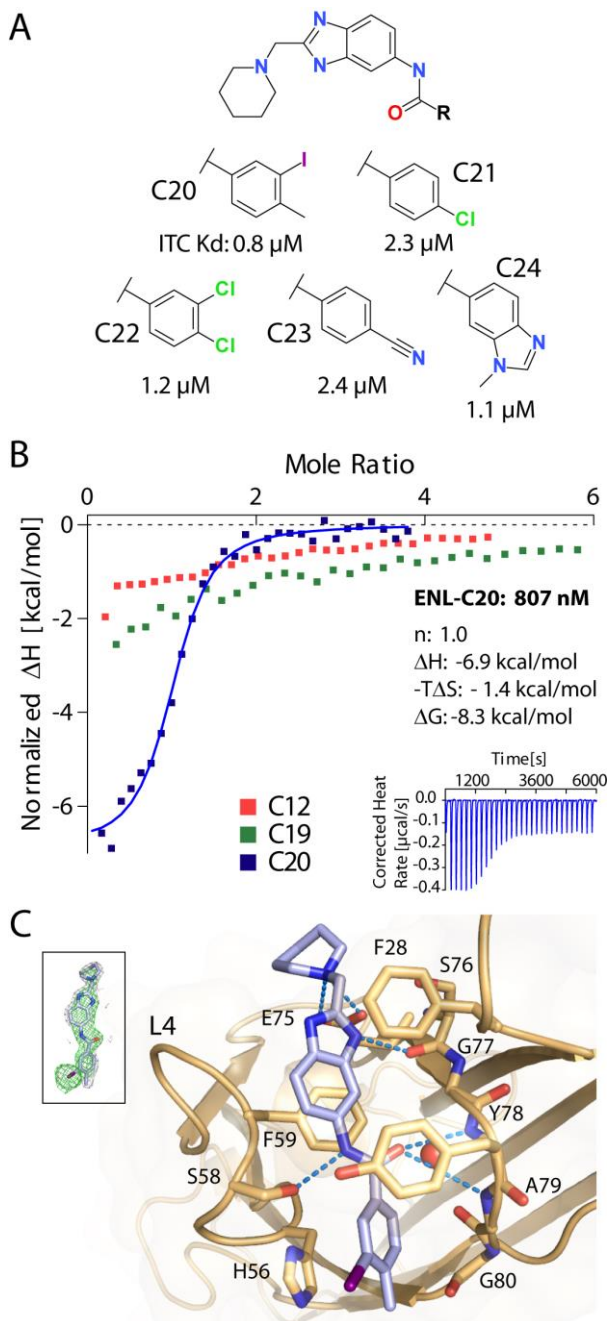 A
N
N
N
N
O
R
C20
I
C21
Cl
ITC Kd: 0.8 µM
2.3 µM
C22
Cl
Cl
C23
N
C24
N
N
1.2 µM
2.4 µM
1.1 µM
B
Mole Ratio
0 2 4 6
0
-2
-4
-6
Normalized ΔH [kcal/mol]
ENL-C20: 807 nM
n: 1.0
ΔH: -6.9 kcal/mol
-TΔS: - 1.4 kcal/mol
ΔG: -8.3 kcal/mol
C12
C19
C20
Time[s]
1200 3600 6000
0.0
-0.1
-0.2
-0.3
-0.4
Corrected Heat
Rate [µcal/s]
C
F28
S76
E75
L4
G77
Y78
F59
S58
A79
H56
G80